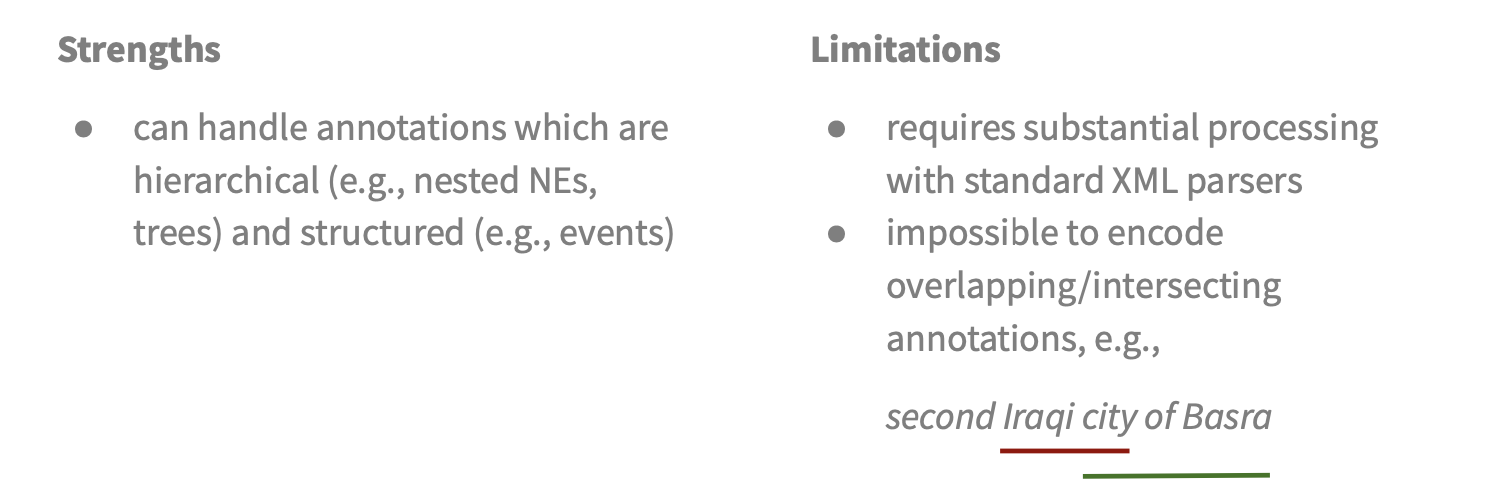 Strengths
● can handle annotations which are
hierarchical (e.g., nested NEs,
trees) and structured (e.g., events)
Limitations
● requires substantial processing
with standard XML parsers
● impossible to encode
overlapping/intersecting
annotations, e.g.,
second Iraqi city of Basra